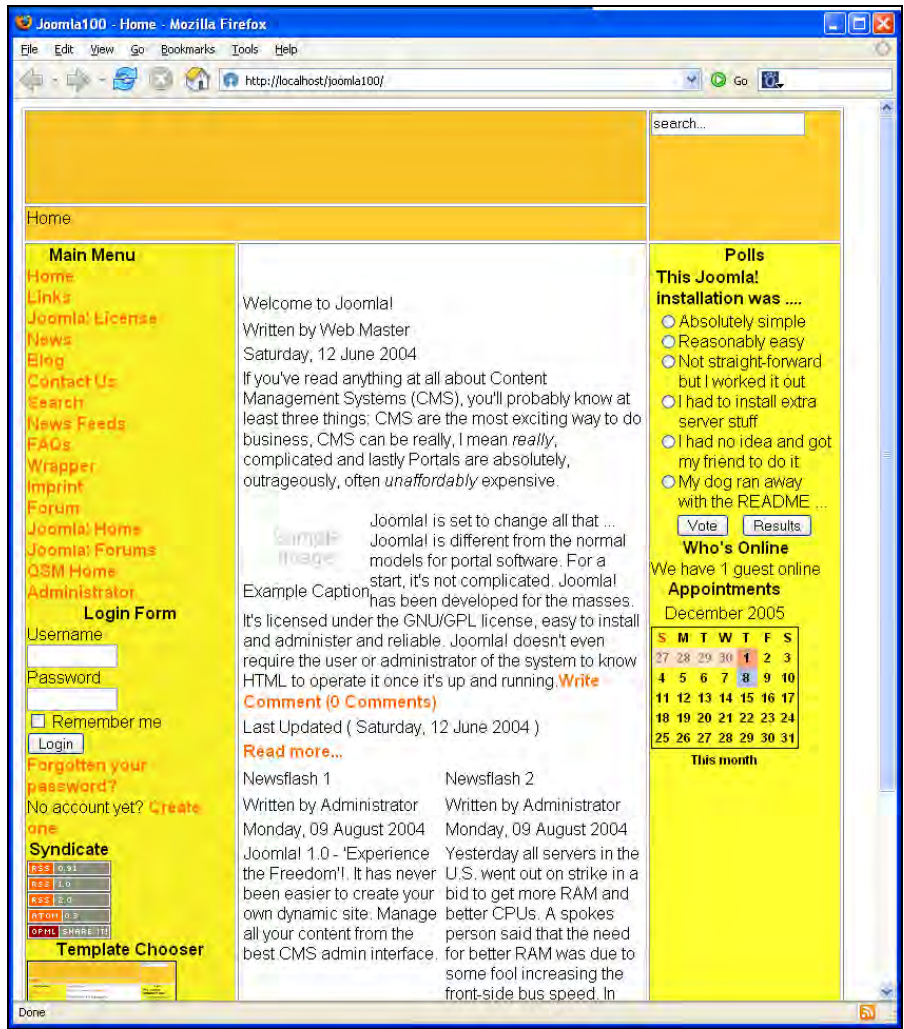 Joomla100 - Home - Mozilla Firefox
File Edit View Go Bookmarks Tools Help
http://localhost/joomla100/
Go
search...
Home
Main Menu
Home
Links
Joomla! License
News
Blog
Contact Us
Search
News Feeds
FAQs
Wrapper
Imprint
Forum
Joomla! Home
Joomla! Forums
OSM Home
Administrator
Login Form
Username
Password
Remember me
Login
Forgotten your
password?
No account yet? Create
one
Syndicate
RSS 0.91
RSS 1.0
RSS 2.0
ATOM 0.3
OPML SHARE IT!
Template Chooser
Welcome to Joomla!
Written by Web Master
Saturday, 12 June 2004
If you've read anything at all about Content
Management Systems (CMS), you'll probably know at
least three things: CMS are the most exciting way to do
business, CMS can be really, I mean really,
complicated and lastly Portals are absolutely,
outrageously, often unaffordably expensive.
Sample
Image
Example Caption
Joomla! is set to change all that ...
Joomla! is different from the normal
models for portal software. For a
start, it's not complicated. Joomla!
has been developed for the masses.
It's licensed under the GNU/GPL license, easy to install
and administer and reliable. Joomla! doesn't even
require the user or administrator of the system to know
HTML to operate it once it's up and running.Write
Comment (0 Comments)
Last Updated ( Saturday, 12 June 2004 )
Read more...
Newsflash 1
Written by Administrator
Monday, 09 August 2004
Joomla! 1.0 - 'Experience
the Freedom'!. It has never
been easier to create your
own dynamic site. Manage
all your content from the
best CMS admin interface.
Newsflash 2
Written by Administrator
Monday, 09 August 2004
Yesterday all servers in the
U.S. went out on strike in a
bid to get more RAM and
better CPUs. A spokes
person said that the need
for better RAM was due to
some fool increasing the
front-side bus speed. In
Polls
This Joomla!
installation was ....
Absolutely simple
Reasonably easy
Not straight-forward
but I worked it out
I had to install extra
server stuff
I had no idea and got
my friend to do it
My dog ran away
with the README ...
Vote Results
Who's Online
We have 1 guest online
Appointments
December 2005
S M T W T F S
27 28 29 30 1 2 3
4 5 6 7 8 9 10
11 12 13 14 15 16 17
18 19 20 21 22 23 24
25 26 27 28 29 30 31
This month
Done